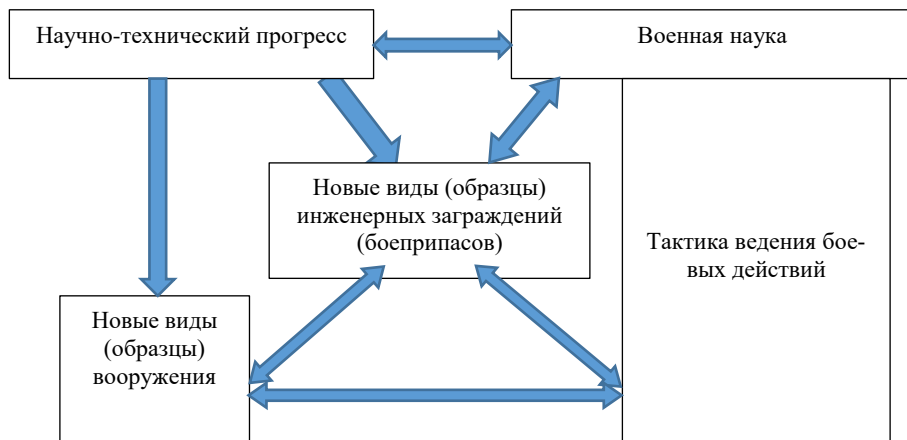 Научно-технический прогресс
Военная наука
Новые виды (образцы)
инженерных заграждений
(боеприпасов)
Тактика ведения бое-
вых действий
Новые виды
(образцы)
вооружения